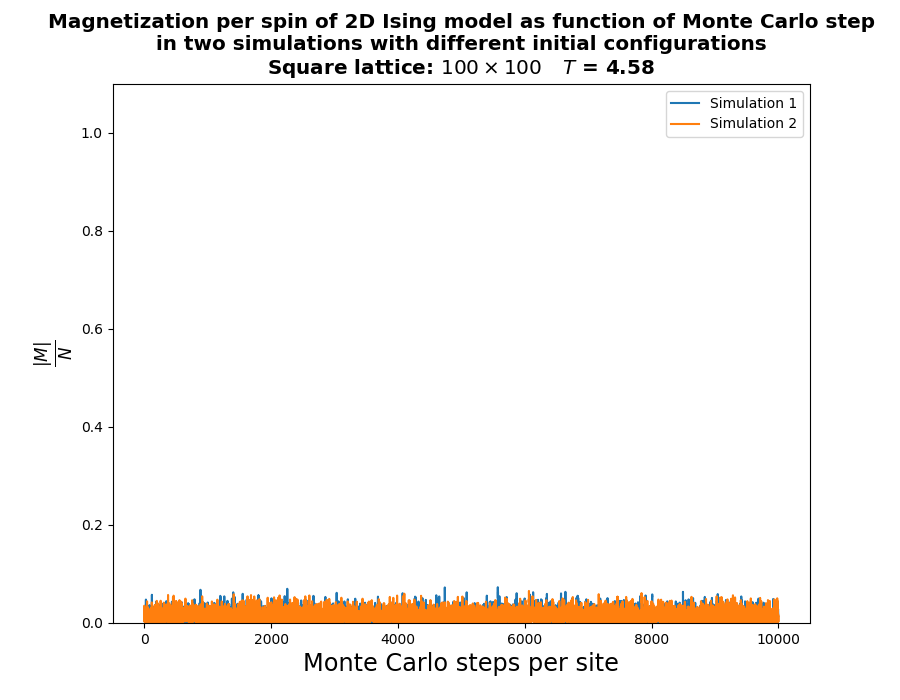 Magnetization per spin of 2D Ising model as function of Monte Carlo step
in two simulations with different initial configurations
Square lattice: 100 × 100 T = 4.58
Simulation 1
Simulation 2
1.0
0.8
0.6
0.4
0.2
0.0
|M|
N
0 2000 4000 6000 8000 10000
Monte Carlo steps per site